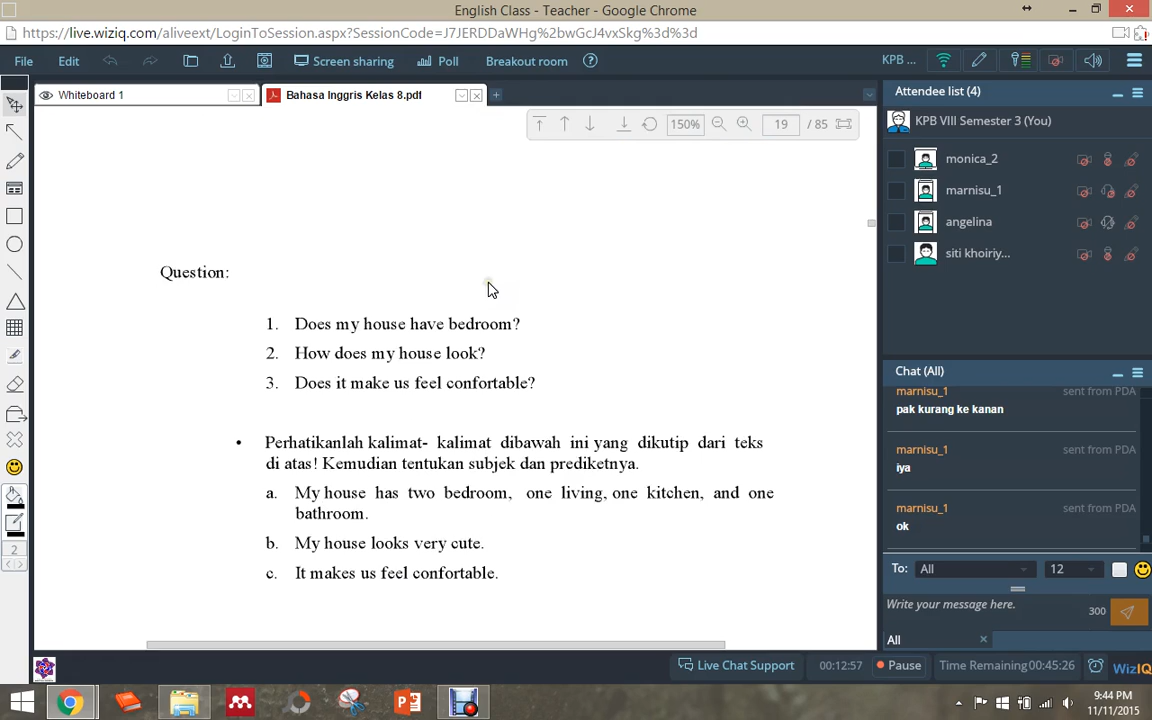 English Class - Teacher - Google Chrome
https://live.wiziq.com/aliveext/LoginToSession.aspx?SessionCode=J7JERDDaWHg%2bwGcJ4vxSkg%3d%3d
File Edit Screen sharing Poll Breakout room ? KPB ...
Whiteboard 1 Bahasa Inggris Kelas 8.pdf
150% 19 / 85
Attendee list (4)
KPB VIII Semester 3 (You)
monica_2
marnisu_1
angelina
siti khoiriy...
Question:
1. Does my house have bedroom?
2. How does my house look?
3. Does it make us feel confortable?
• Perhatikanlah kalimat- kalimat dibawah ini yang dikutip dari teks
di atas! Kemudian tentukan subjek dan prediketnya.
a. My house has two bedroom, one living, one kitchen, and one
bathroom.
b. My house looks very cute.
c. It makes us feel confortable.
Chat (All)
marnisu_1 sent from PDA
pak kurang ke kanan
marnisu_1 sent from PDA
iya
marnisu_1 sent from PDA
ok
To: All 12
Write your message here. 300
All
2
Live Chat Support 00:12:57 Pause Time Remaining 00:45:26 WizIQ
9:44 PM
11/11/2015